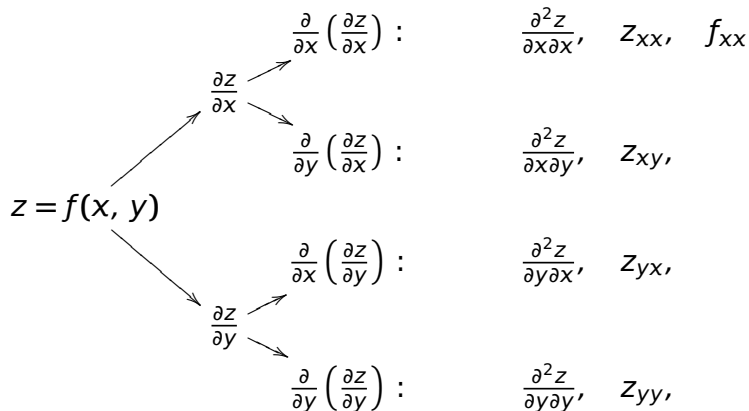 ∂/∂x (∂z/∂x) : ∂²z/∂x∂x, z_xx, f_xx
∂z/∂x
∂/∂y (∂z/∂x) : ∂²z/∂x∂y, z_xy,
z = f(x, y)
∂/∂x (∂z/∂y) : ∂²z/∂y∂x, z_yx,
∂z/∂y
∂/∂y (∂z/∂y) : ∂²z/∂y∂y, z_yy,